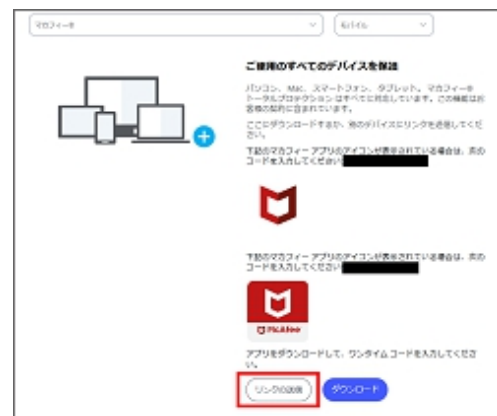 マカフィー®
モバイル
ご使用のすべてのデバイスを保護
パソコン、Mac、スマートフォン、タブレット。マカフィー®
トータルプロテクションはすべてに対応しています。この機能はお
客様の契約に含まれています。
ここにダウンロードするか、別のデバイスにリンクを送信してくだ
さい。
下記のマカフィー アプリのアイコンが表示されている場合は、次の
コードを入力してください
下記のマカフィー アプリのアイコンが表示されている場合は、次の
コードを入力してください
McAfee
アプリをダウンロードして、ワンタイム コードを入力してくださ
い。
リンクの送信
ダウンロード